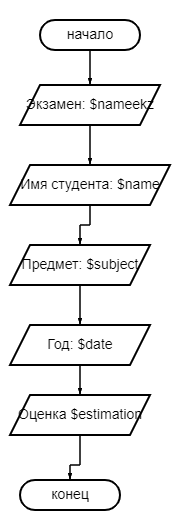 начало
Экзамен: $nameekz
Имя студента: $name
Предмет: $subject
Год: $date
Оценка $estimation
конец